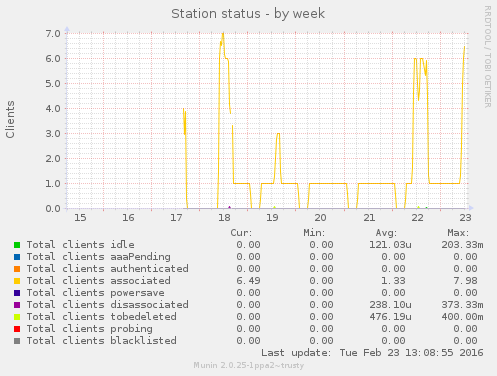 Station status - by week
RRDTOOL / TOBI OETIKER
Clients
7.0
6.0
5.0
4.0
3.0
2.0
1.0
0.0
15 16 17 18 19 20 21 22 23
Cur: Min: Avg: Max:
Total clients idle 0.00 0.00 121.03u 203.33m
Total clients aaaPending 0.00 0.00 0.00 0.00
Total clients authenticated 0.00 0.00 0.00 0.00
Total clients associated 6.49 0.00 1.33 7.98
Total clients powersave 0.00 0.00 0.00 0.00
Total clients disassociated 0.00 0.00 238.10u 373.33m
Total clients tobedeleted 0.00 0.00 476.19u 400.00m
Total clients probing 0.00 0.00 0.00 0.00
Total clients blacklisted 0.00 0.00 0.00 0.00
Last update: Tue Feb 23 13:08:55 2016
Munin 2.0.25-1ppa2~trusty